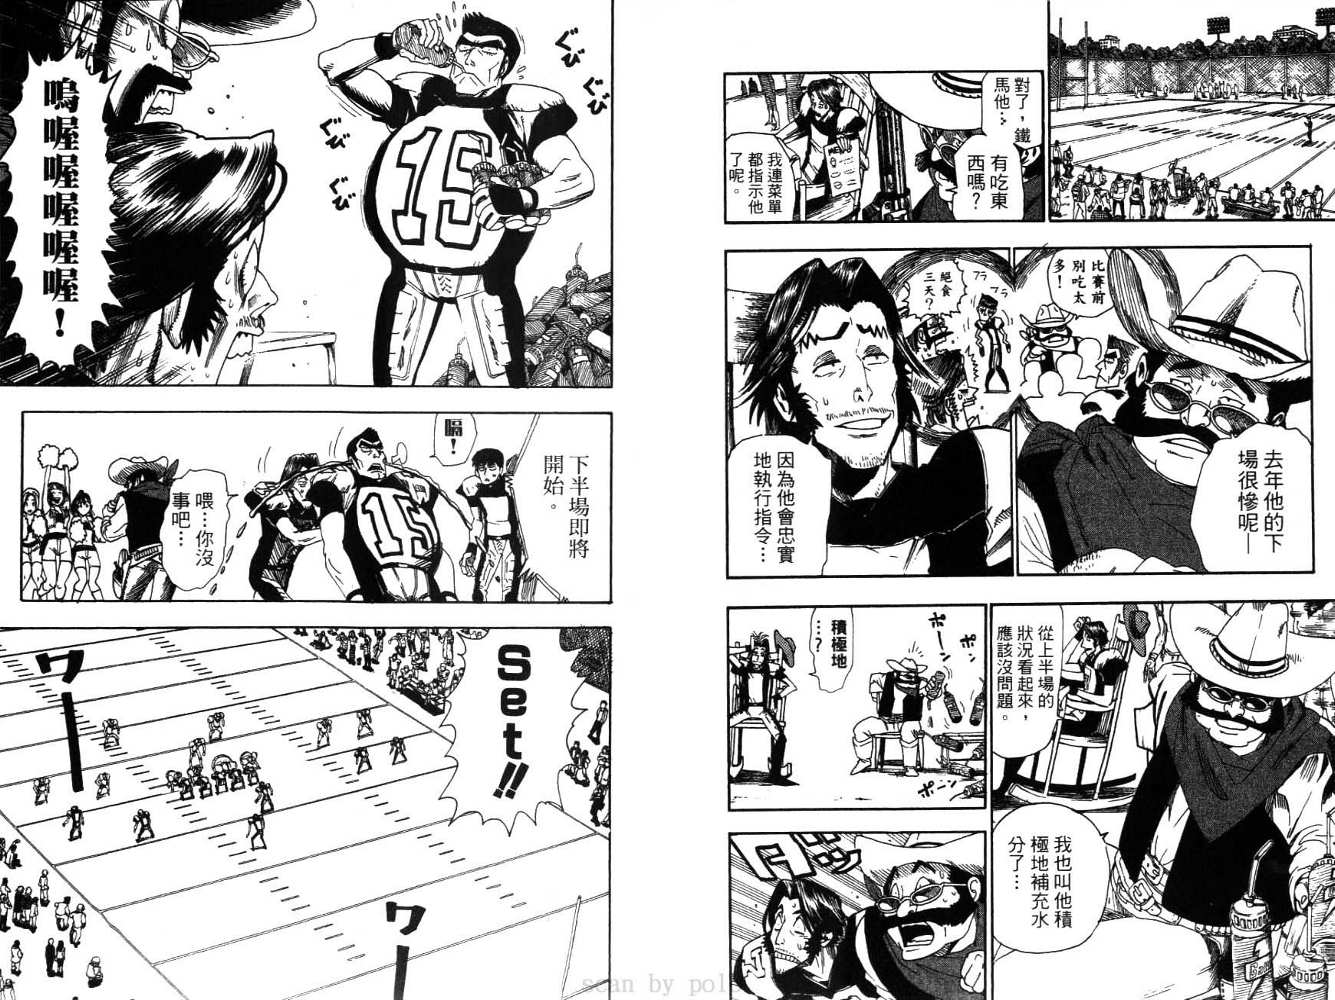 對了，鐵
馬他…
有吃東
西嗎？
我連菜單
都指示他
了呢。
去年他的下
場很慘呢—
比賽前
別吃太
多！
フラ
フラ
絕食
三天？
因為他會忠實
地執行指令…
從上半場的
狀況看起來，
應該沒問題。
我也叫他積
極地補充水
分了…
ポーン
ポン
ポーン
積極地
…？
ぐび
ぐび
ぐび
ぐび
嗚喔喔喔喔喔！
下半場即將
開始。
嗝！
喂…你沒
事吧…
Set!!
ワー
ワー
scan by pol